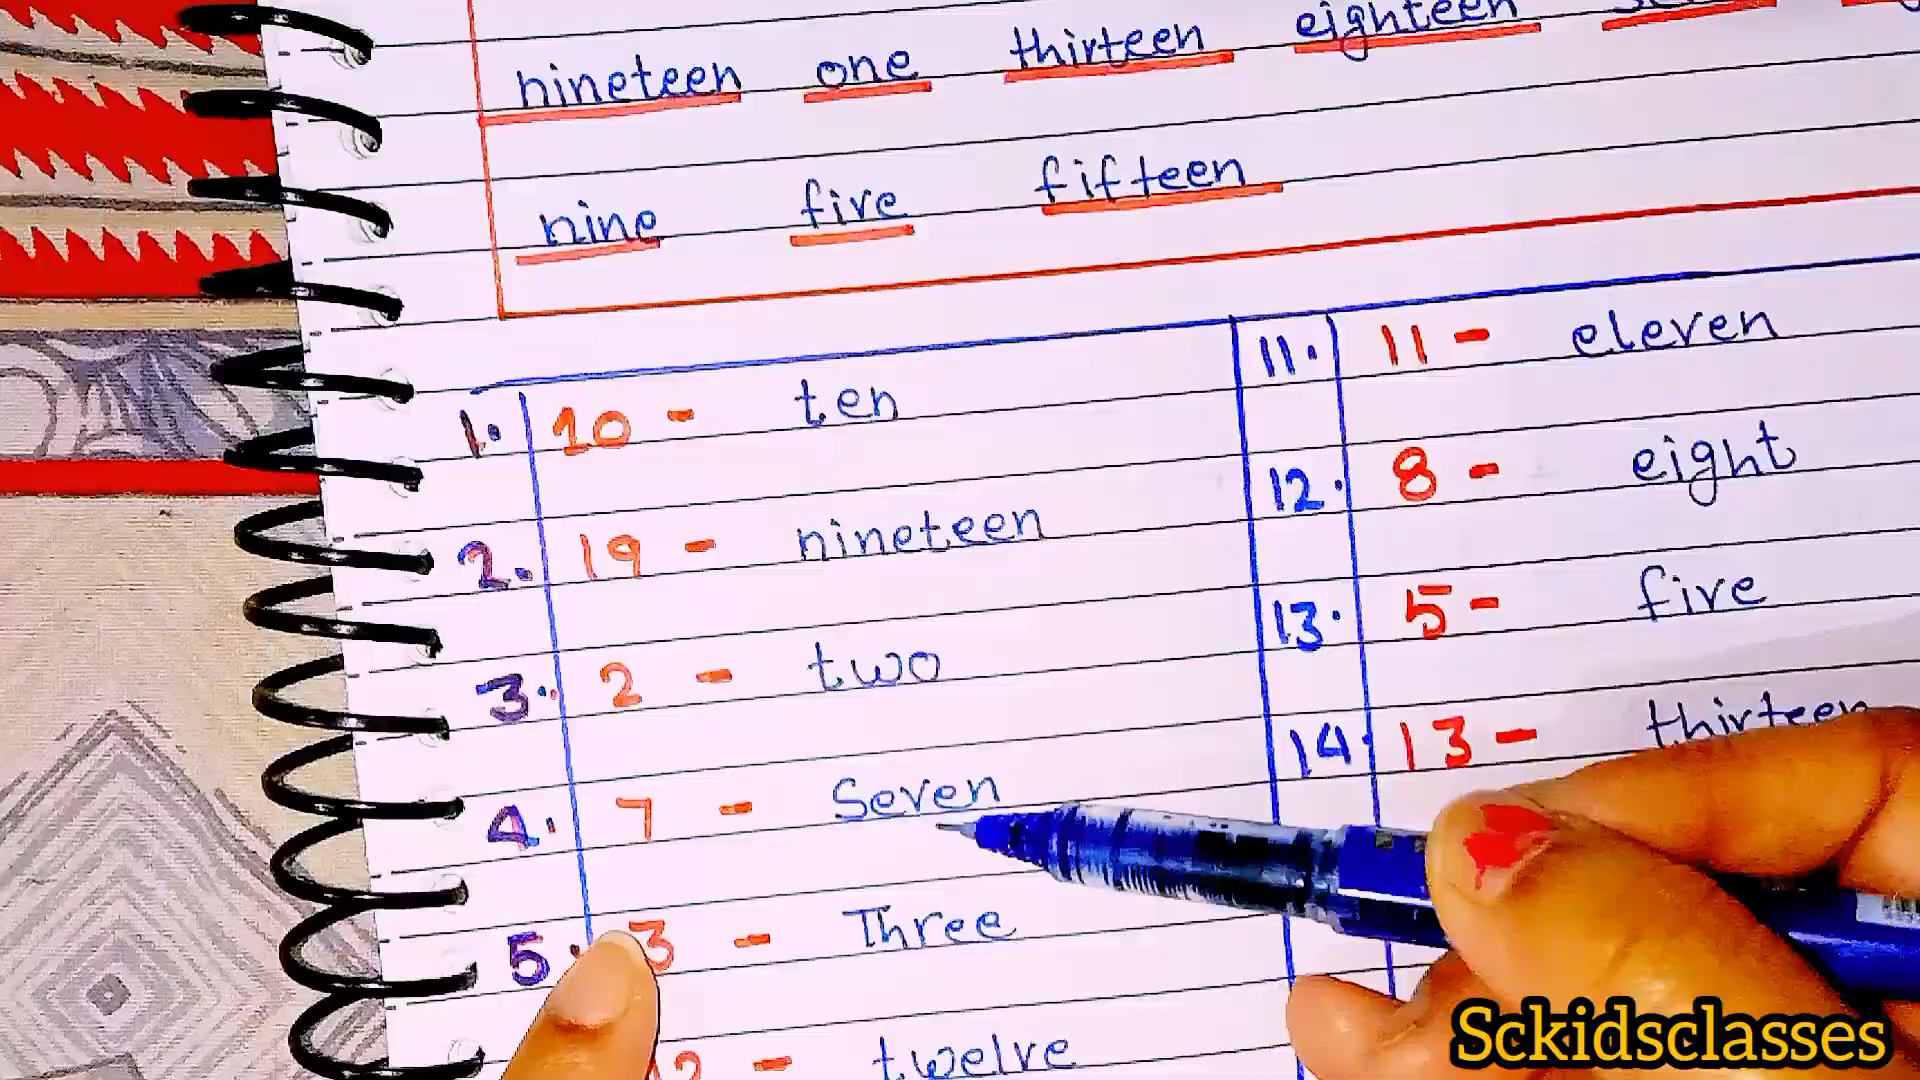 nineteen one thirteen eighteen
nine five fifteen
1. 10 - ten
2. 19 - nineteen
3. 2 - two
4. 7 - Seven
5. 3 - Three
- twelve
11. 11 - eleven
12. 8 - eight
13. 5 - five
14. 13 - thirteen
Sckidsclasses